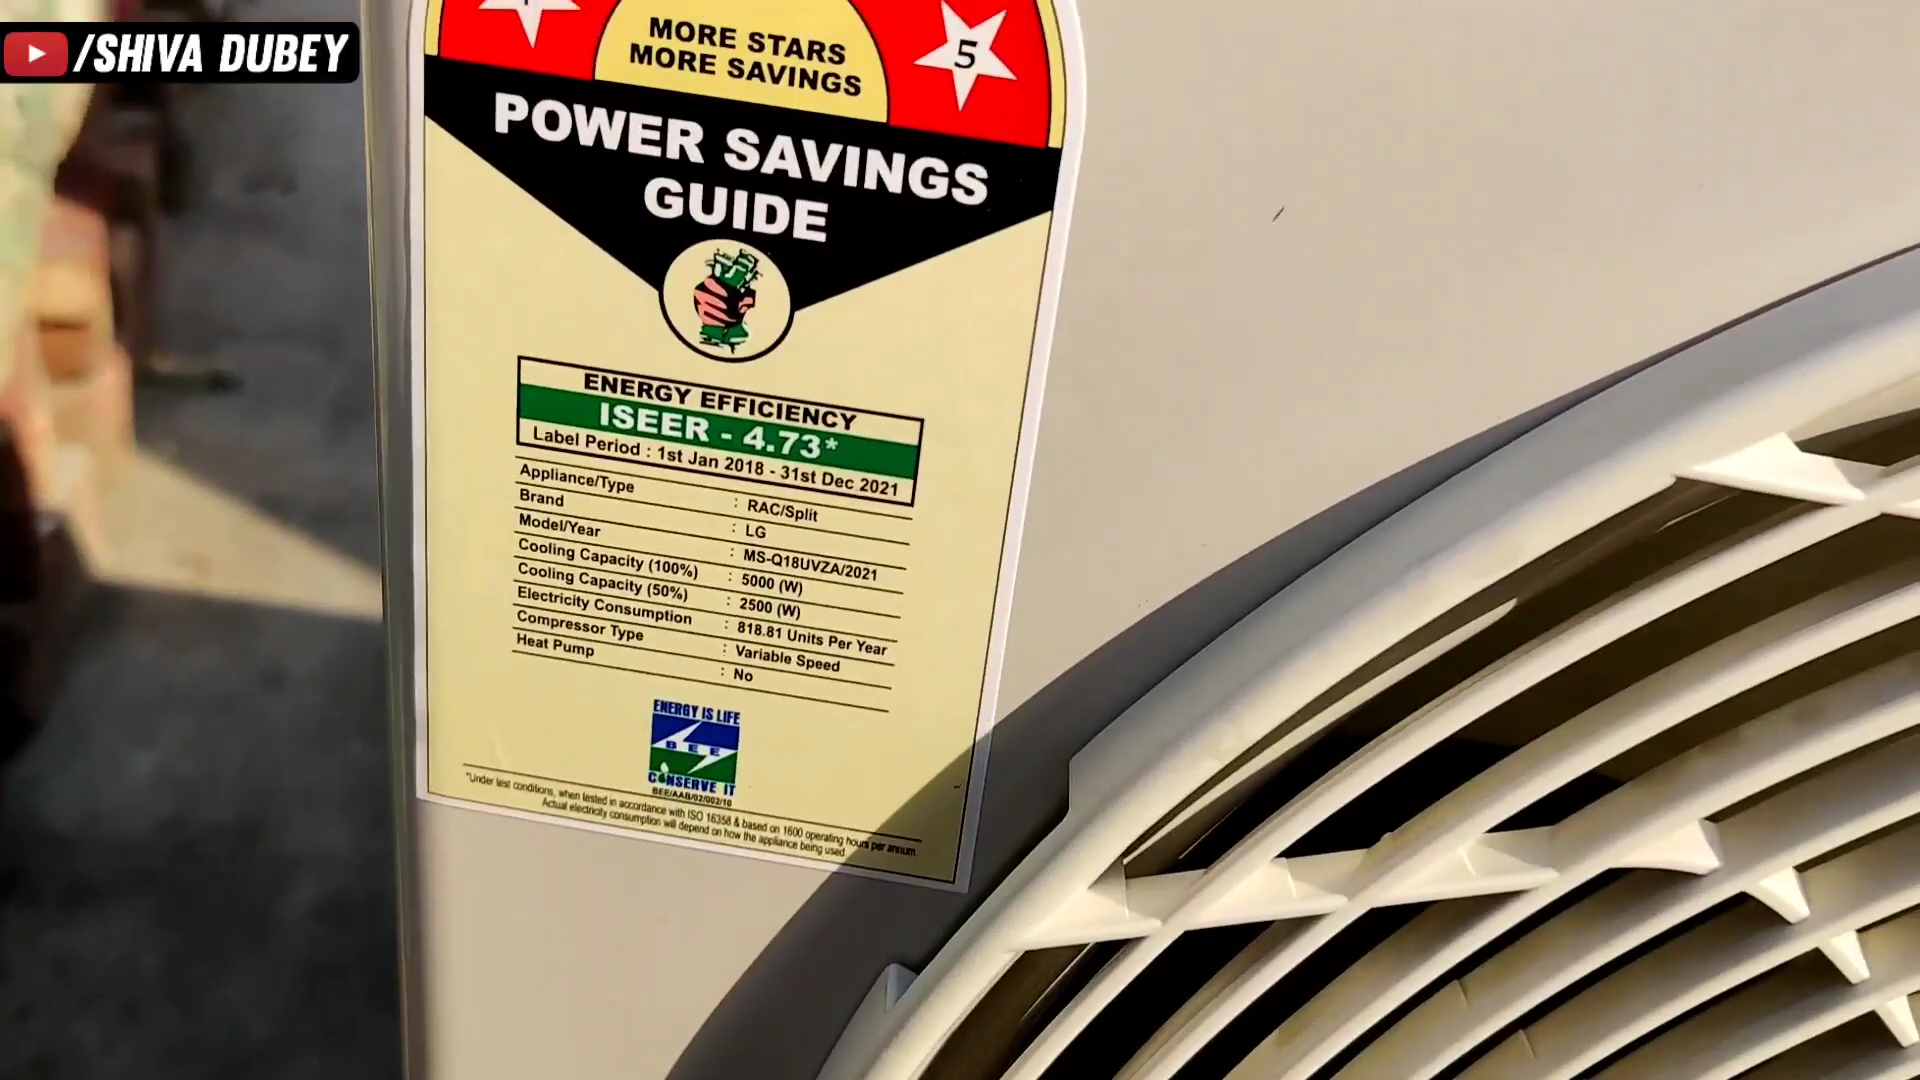 /SHIVA DUBEY
MORE STARS
MORE SAVINGS
5
POWER SAVINGS
GUIDE
ENERGY EFFICIENCY
ISEER - 4.73*
Label Period : 1st Jan 2018 - 31st Dec 2021
Appliance/Type : RAC/Split
Brand : LG
Model/Year : MS-Q18UVZA/2021
Cooling Capacity (100%) : 5000 (W)
Cooling Capacity (50%) : 2500 (W)
Electricity Consumption : 818.81 Units Per Year
Compressor Type : Variable Speed
Heat Pump : No
ENERGY IS LIFE
BEE
CONSERVE IT
BEE/AAB/02/002/10
*Under test conditions, when tested in accordance with ISO 16358 & based on 1600 operating hours per annum.
Actual electricity consumption will depend on how the appliance being used